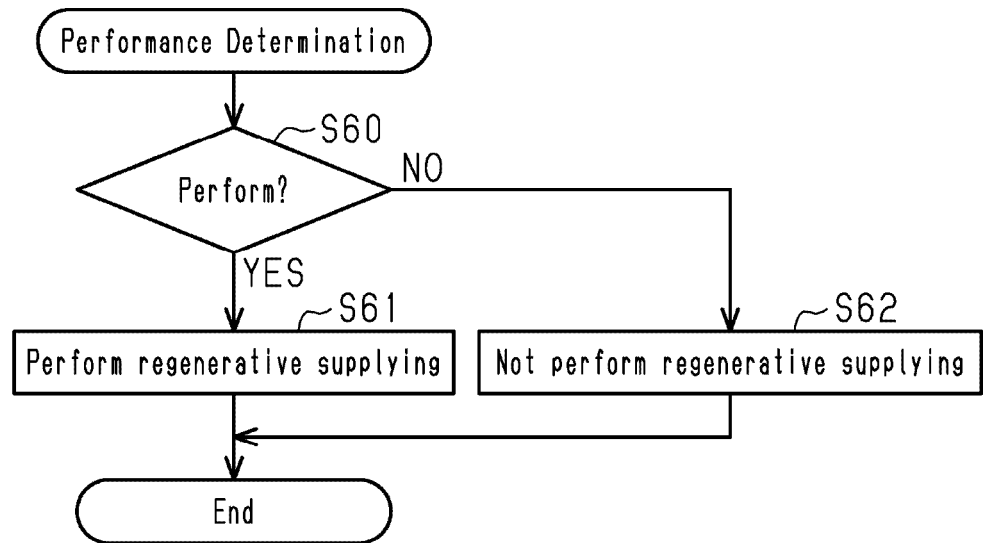 Performance Determination
S60
Perform?
NO
YES
S61
S62
Perform regenerative supplying
Not perform regenerative supplying
End